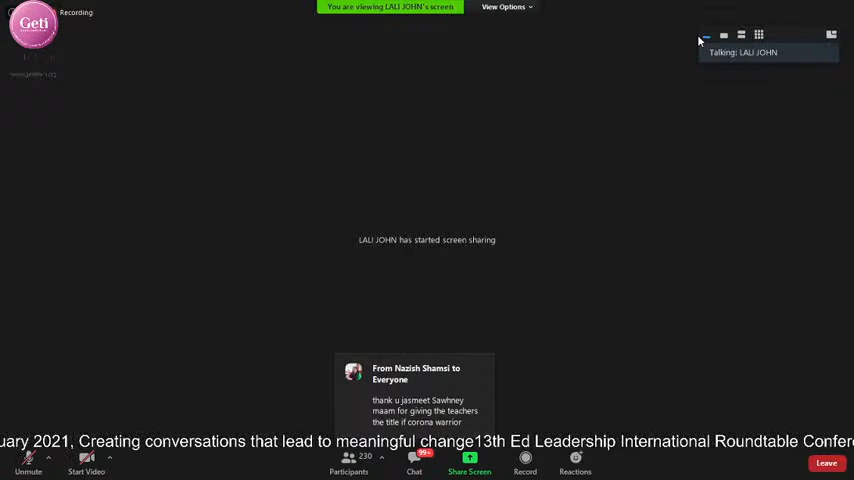 You are viewing LALI JOHN's screen
View Options
Geti
Recording
Talking: LALI JOHN
LALI JOHN has started screen sharing
From Nazish Shamsi to
Everyone
thank u jasmeet Sawhney
maam for giving the teachers
the title if corona warrior
uary 2021, Creating conversations that lead to meaningful change13th Ed Leadership International Roundtable Confer
Unmute
Start Video
230
Participants
99+
Chat
Share Screen
Record
Reactions
Leave